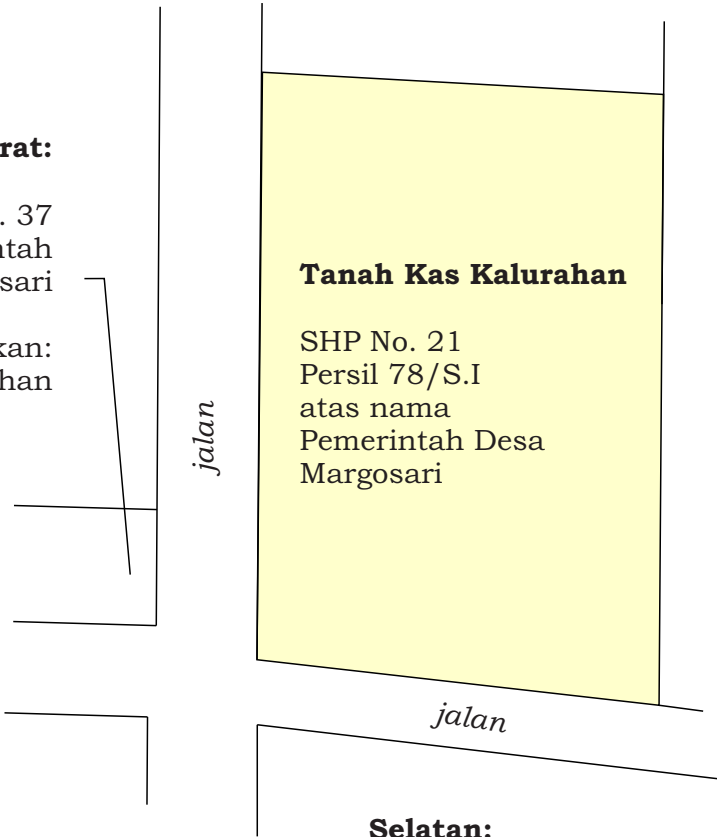 rat:
. 37
ntah
sari
kan:
han
jalan
Tanah Kas Kalurahan
SHP No. 21
Persil 78/S.I
atas nama
Pemerintah Desa
Margosari
jalan
Selatan: